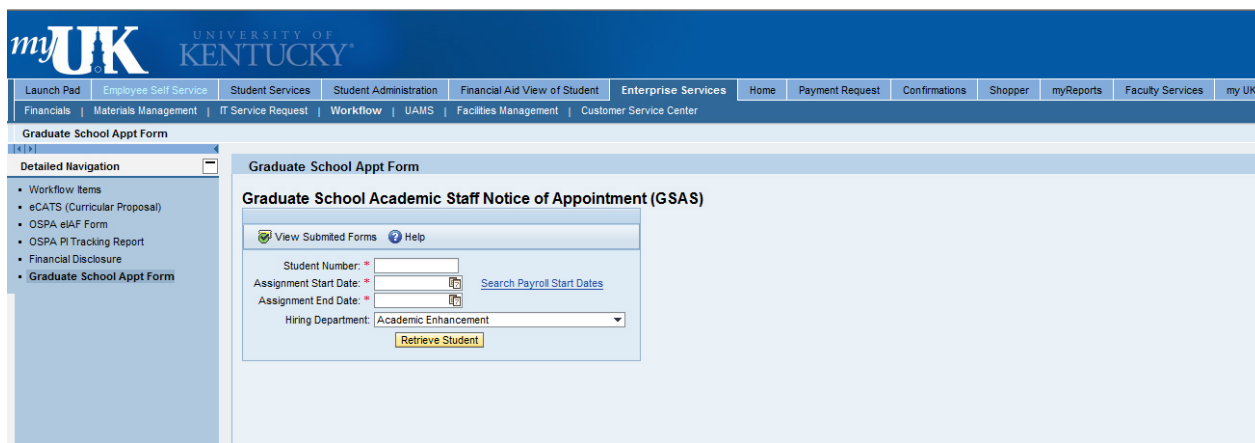 myUK UNIVERSITY OF
KENTUCKY
Launch Pad Employee Self Service Student Services Student Administration Financial Aid View of Student Enterprise Services Home Payment Request Confirmations Shopper myReports Faculty Services my UK
Financials | Materials Management | IT Service Request | Workflow | UAMS | Facilities Management | Customer Service Center
Graduate School Appt Form
Detailed Navigation
• Workflow Items
• eCATS (Curricular Proposal)
• OSPA eIAF Form
• OSPA PI Tracking Report
• Financial Disclosure
• Graduate School Appt Form
Graduate School Appt Form
Graduate School Academic Staff Notice of Appointment (GSAS)
View Submited Forms Help
Student Number: *
Assignment Start Date: * Search Payroll Start Dates
Assignment End Date: *
Hiring Department: Academic Enhancement
Retrieve Student